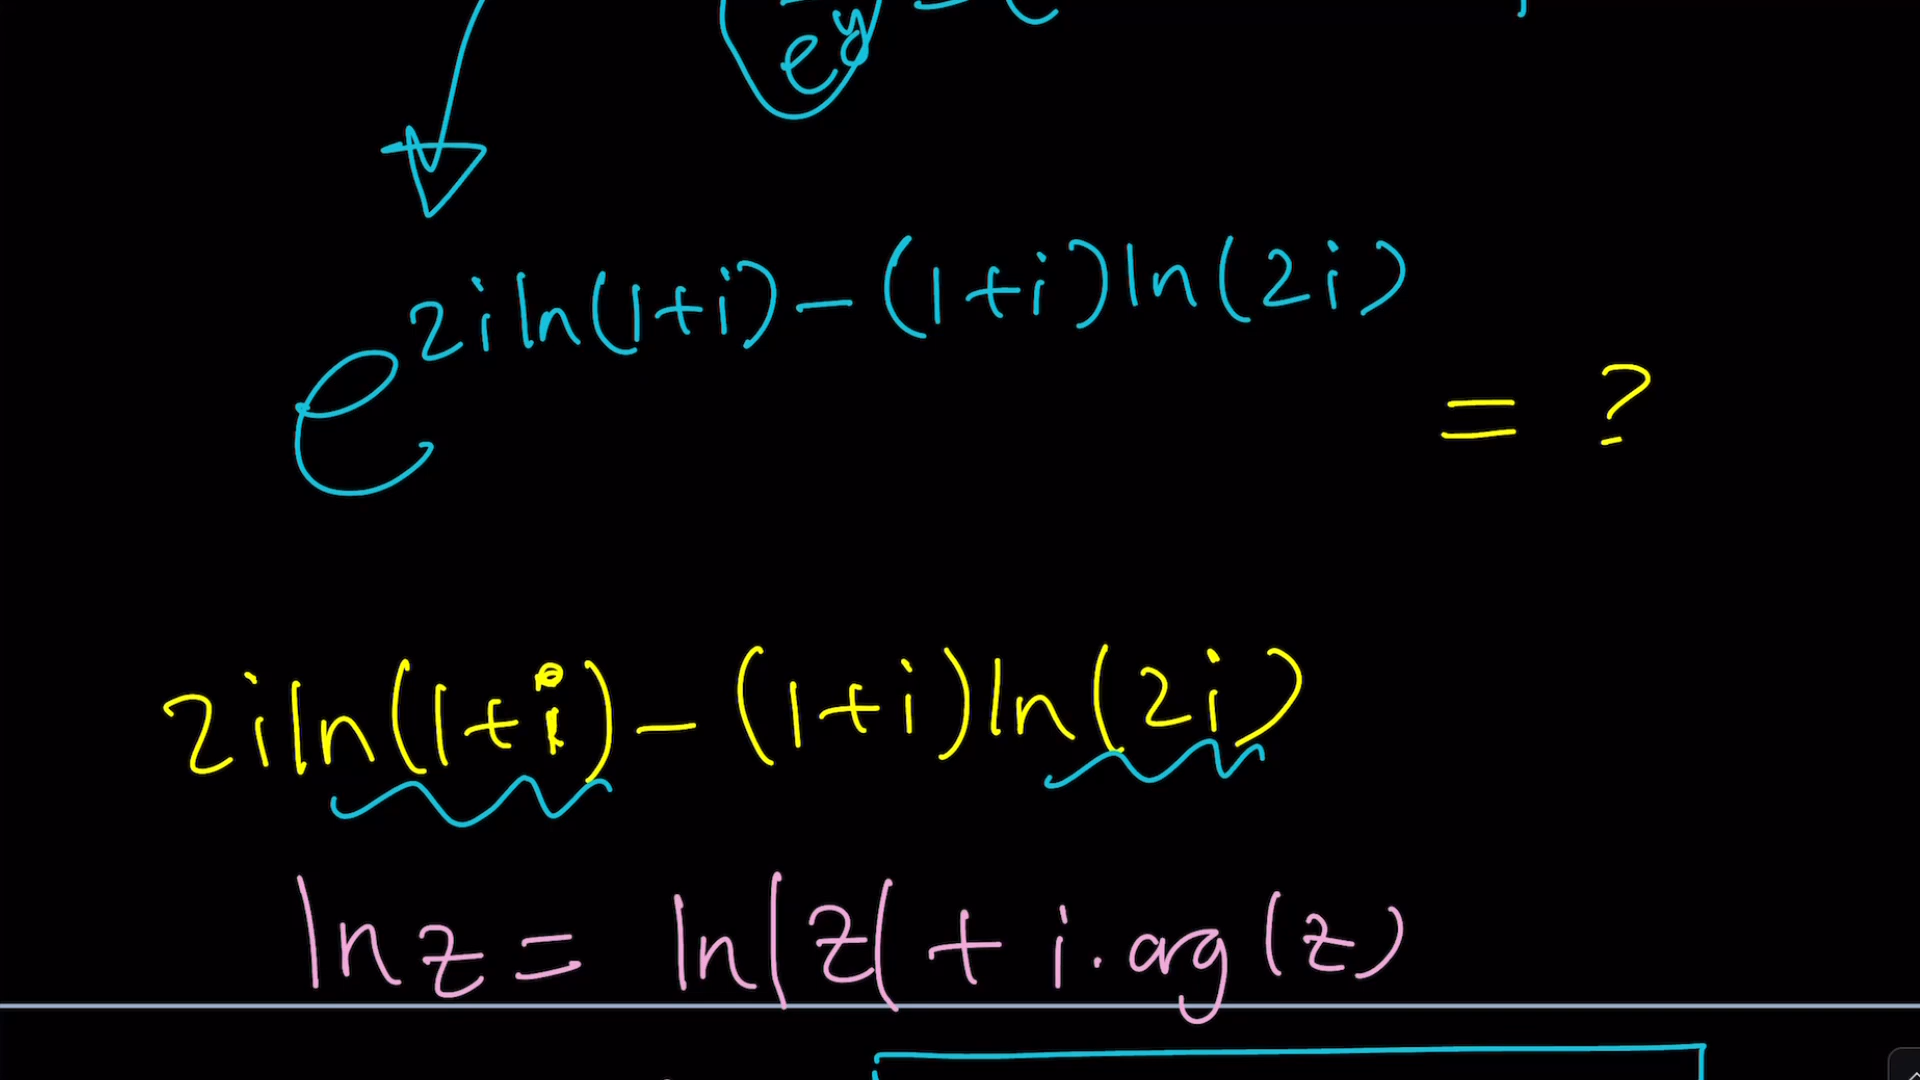 e^y
e^{2i ln(1+i) - (1+i) ln(2i)} = ?
2i ln(1+i) - (1+i) ln(2i)
ln z = ln|z| + i. arg(z)